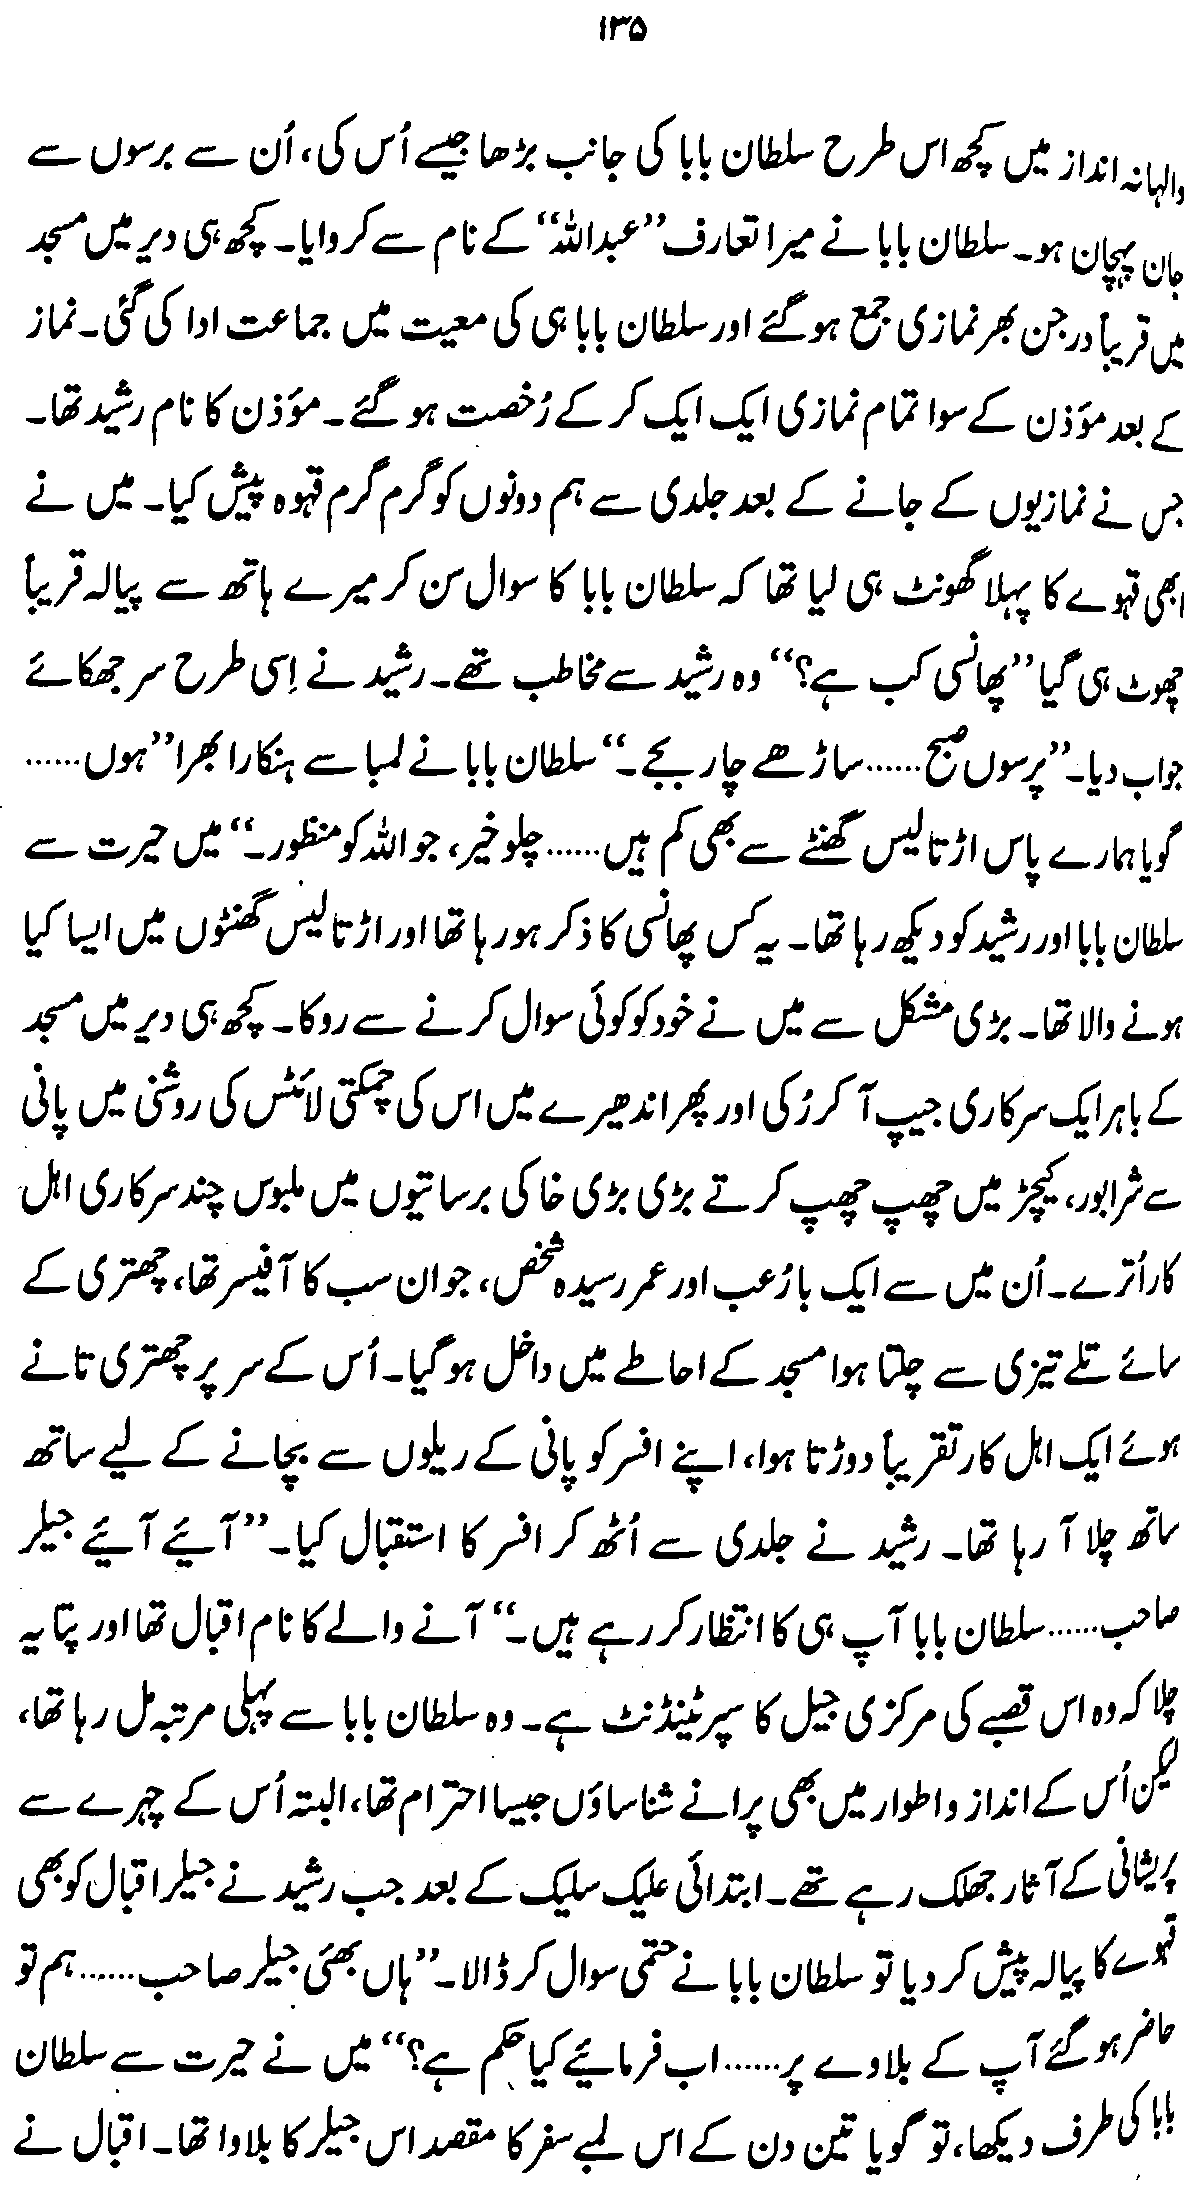 ۱۳۵
والہانہ انداز میں کچھ اس طرح سلطان بابا کی جانب بڑھا جیسے اُس کی، اُن سے برسوں سے
جان پہچان ہو۔ سلطان بابا نے میرا تعارف ”عبداللہ“ کے نام سے کروایا۔ کچھ ہی دیر میں مسجد
میں قریباً درجن بھر نمازی جمع ہو گئے اور سلطان بابا ہی کی معیت میں جماعت ادا کی گئی۔ نماز
کے بعد مؤذن کے سوا تمام نمازی ایک ایک کر کے رُخصت ہو گئے۔ مؤذن کا نام رشید تھا۔
جس نے نمازیوں کے جانے کے بعد جلدی سے ہم دونوں کو گرم گرم قہوہ پیش کیا۔ میں نے
ابھی قہوے کا پہلا گھونٹ ہی لیا تھا کہ سلطان بابا کا سوال سن کر میرے ہاتھ سے پیالہ قریباً
چھوٹ ہی گیا ”پھانسی کب ہے؟“ وہ رشید سے مخاطب تھے۔ رشید نے اِسی طرح سر جھکائے
جواب دیا۔ ”پرسوں صبح......ساڑھے چار بجے۔“ سلطان بابا نے لمبا سے ہنکارا بھرا ”ہوں......
گویا ہمارے پاس اڑتالیس گھنٹے سے بھی کم ہیں......چلو خیر، جو اللہ کو منظور۔“ میں حیرت سے
سلطان بابا اور رشید کو دیکھ رہا تھا۔ یہ کس پھانسی کا ذکر ہو رہا تھا اور اڑتالیس گھنٹوں میں ایسا کیا
ہونے والا تھا۔ بڑی مشکل سے میں نے خود کو کوئی سوال کرنے سے روکا۔ کچھ ہی دیر میں مسجد
کے باہر ایک سرکاری جیپ آ کر رُکی اور پھر اندھیرے میں اس کی چمکتی لائٹس کی روشنی میں پانی
سے شرابور، کیچڑ میں چھپ چھپ کرتے بڑی بڑی خاکی برساتیوں میں ملبوس چند سرکاری اہل
کار اُترے۔ اُن میں سے ایک بارُعب اور عمر رسیدہ شخص، جو ان سب کا آفیسر تھا، چھتری کے
سائے تلے تیزی سے چلتا ہوا مسجد کے احاطے میں داخل ہو گیا۔ اُس کے سر پر چھتری تانے
ہوئے ایک اہل کار تقریباً دوڑتا ہوا، اپنے افسر کو پانی کے ریلوں سے بچانے کے لیے ساتھ
ساتھ چلا آ رہا تھا۔ رشید نے جلدی سے اُٹھ کر افسر کا استقبال کیا۔ ”آیئے آیئے جیلر
صاحب......سلطان بابا آپ ہی کا انتظار کر رہے ہیں۔“ آنے والے کا نام اقبال تھا اور پتا یہ
چلا کہ وہ اس قصبے کی مرکزی جیل کا سپرٹینڈنٹ ہے۔ وہ سلطان بابا سے پہلی مرتبہ مل رہا تھا،
لیکن اُس کے انداز و اطوار میں بھی پرانے شناساؤں جیسا احترام تھا، البتہ اُس کے چہرے سے
پریشانی کے آثار جھلک رہے تھے۔ ابتدائی علیک سلیک کے بعد جب رشید نے جیلر اقبال کو بھی
قہوے کا پیالہ پیش کر دیا تو سلطان بابا نے حتمی سوال کر ڈالا۔ ”ہاں بھئی جیلر صاحب......ہم تو
حاضر ہو گئے آپ کے بلاوے پر......اب فرمایئے کیا حکم ہے؟“ میں نے حیرت سے سلطان
بابا کی طرف دیکھا، تو گویا تین دن کے اس لمبے سفر کا مقصد اس جیلر کا بلاوا تھا۔ اقبال نے